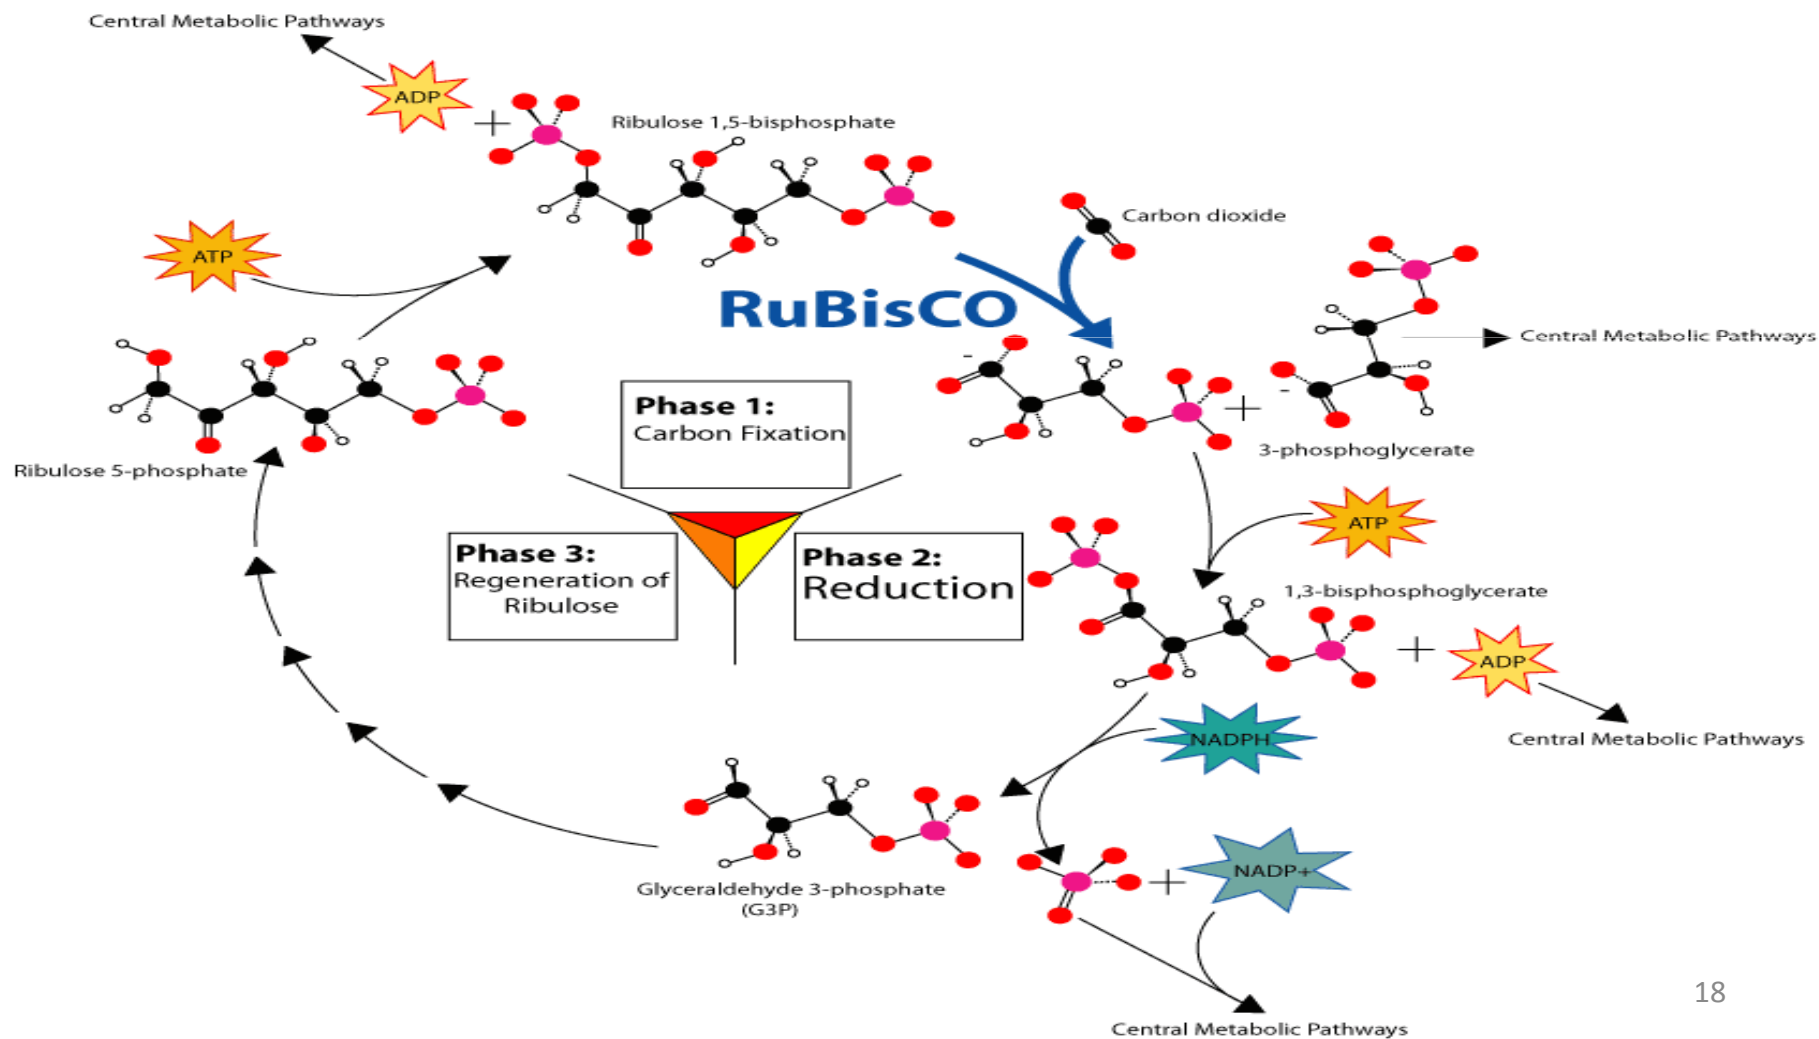 Central Metabolic Pathways
ADP
Ribulose 1,5-bisphosphate
Carbon dioxide
ATP
RuBisCO
Central Metabolic Pathways
-
-
3-phosphoglycerate
Ribulose 5-phosphate
Phase 1:
Carbon Fixation
Phase 3:
Regeneration of
Ribulose
Phase 2:
Reduction
ATP
1,3-bisphosphoglycerate
ADP
Central Metabolic Pathways
NADPH
Glyceraldehyde 3-phosphate
(G3P)
NADP+
Central Metabolic Pathways
18